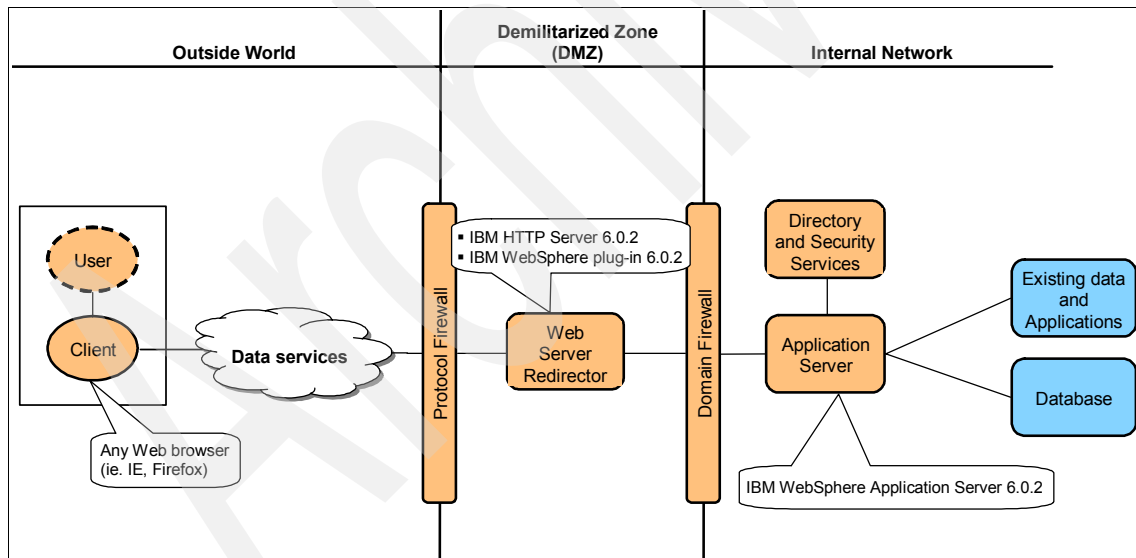 Outside World
Demilitarized Zone
(DMZ)
Internal Network
User
Client
Any Web browser
(ie. IE, Firefox)
Data services
Protocol Firewall
▪ IBM HTTP Server 6.0.2
▪ IBM WebSphere plug-in 6.0.2
Web
Server
Redirector
Domain Firewall
Directory
and Security
Services
Application
Server
IBM WebSphere Application Server 6.0.2
Existing data
and
Applications
Database